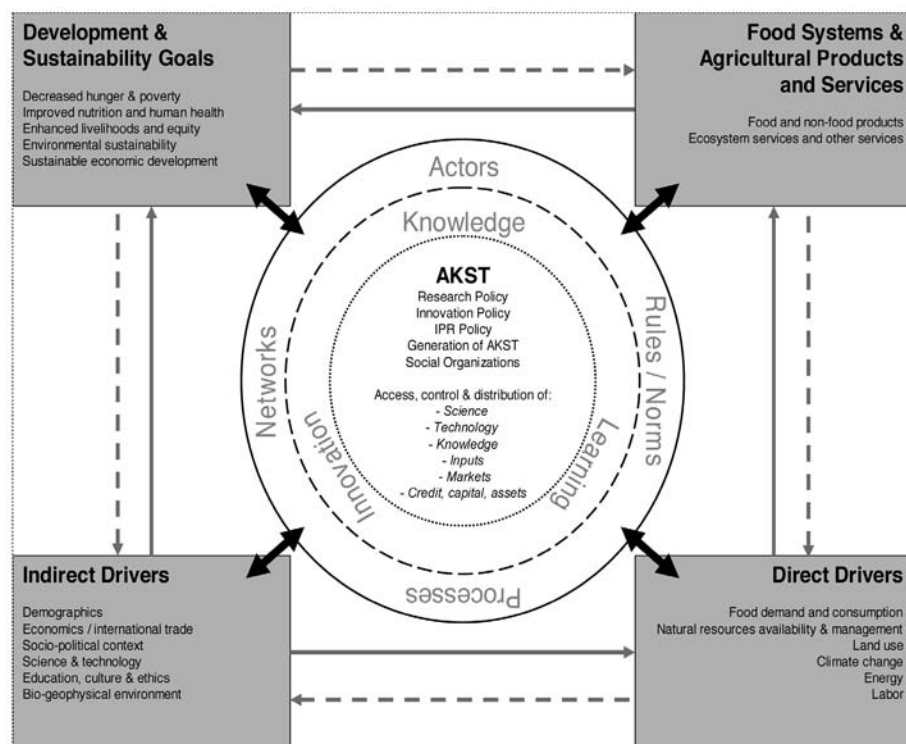 Development &
Sustainability Goals
Decreased hunger & poverty
Improved nutrition and human health
Enhanced livelihoods and equity
Environmental sustainability
Sustainable economic development
Food Systems &
Agricultural Products
and Services
Food and non-food products
Ecosystem services and other services
Actors
Knowledge
Networks
Rules / Norms
Innovation
Learning
Processes
AKST
Research Policy
Innovation Policy
IPR Policy
Generation of AKST
Social Organizations
Access, control & distribution of:
- Science
- Technology
- Knowledge
- Inputs
- Markets
- Credit, capital, assets
Indirect Drivers
Demographics
Economics / international trade
Socio-political context
Science & technology
Education, culture & ethics
Bio-geophysical environment
Direct Drivers
Food demand and consumption
Natural resources availability & management
Land use
Climate change
Energy
Labor